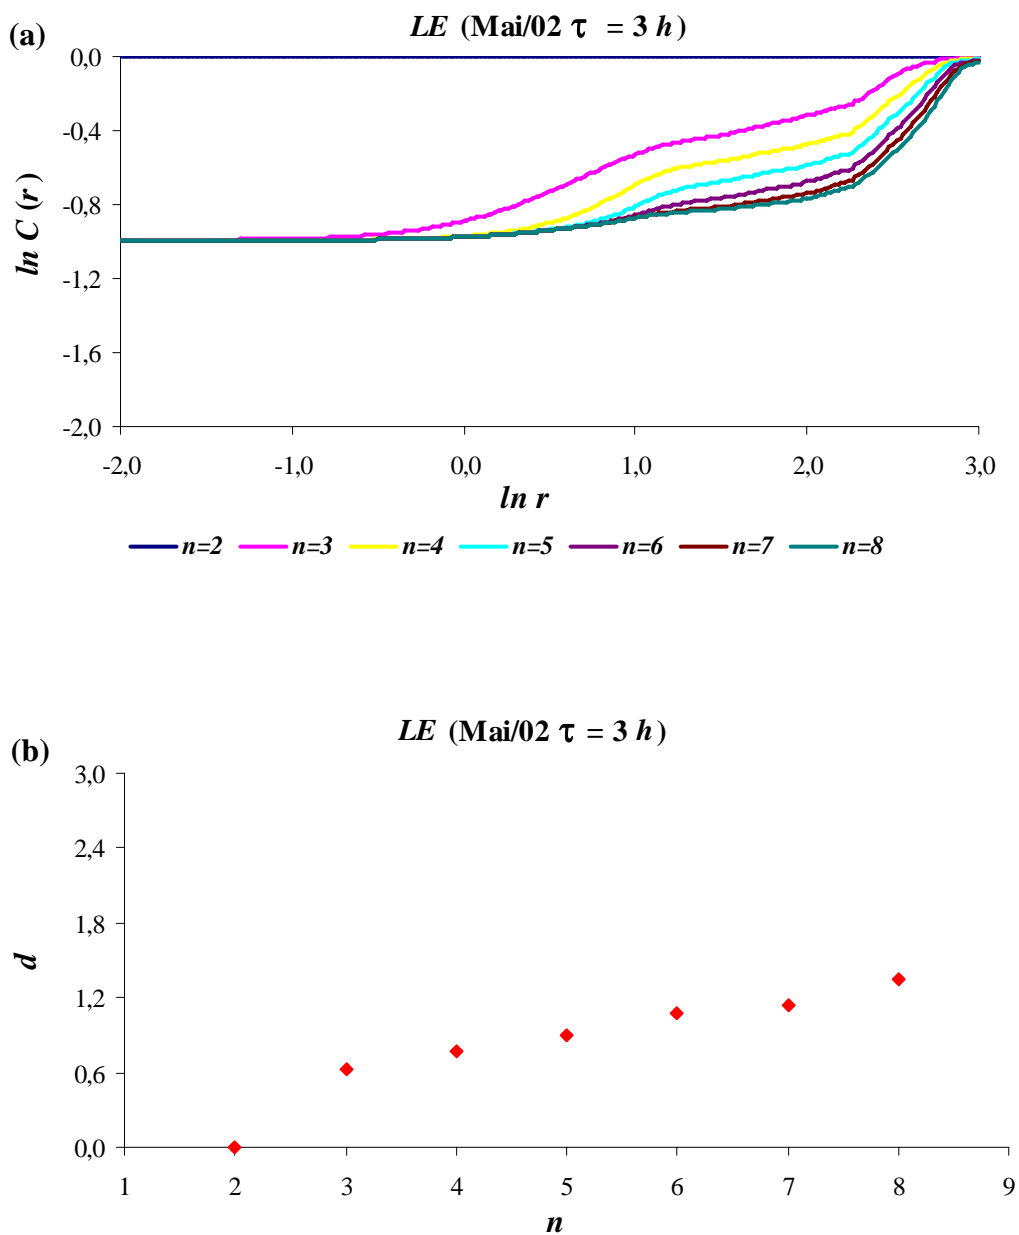 (a)
LE (Mai/02 τ = 3 h)
0,0
-0,4
-0,8
-1,2
-1,6
-2,0
ln C (r)
-2,0 -1,0 0,0 1,0 2,0 3,0
ln r
n=2 n=3 n=4 n=5 n=6 n=7 n=8
(b)
LE (Mai/02 τ = 3 h)
3,0
2,4
1,8
1,2
0,6
0,0
d
1 2 3 4 5 6 7 8 9
n